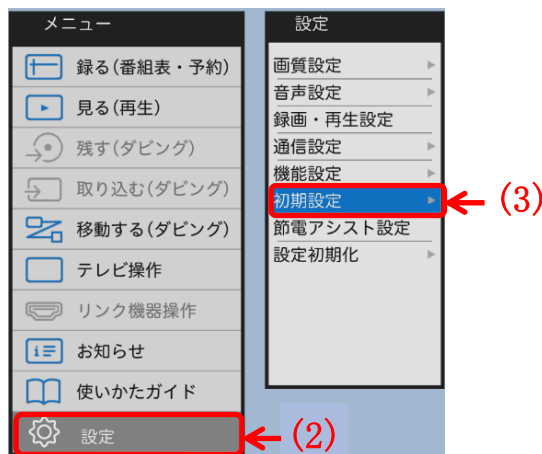 メニュー
録る(番組表・予約)
見る(再生)
残す(ダビング)
取り込む(ダビング)
移動する(ダビング)
テレビ操作
リンク機器操作
お知らせ
使いかたガイド
設定
(2)
設定
画質設定
音声設定
録画・再生設定
通信設定
機能設定
初期設定
(3)
節電アシスト設定
設定初期化